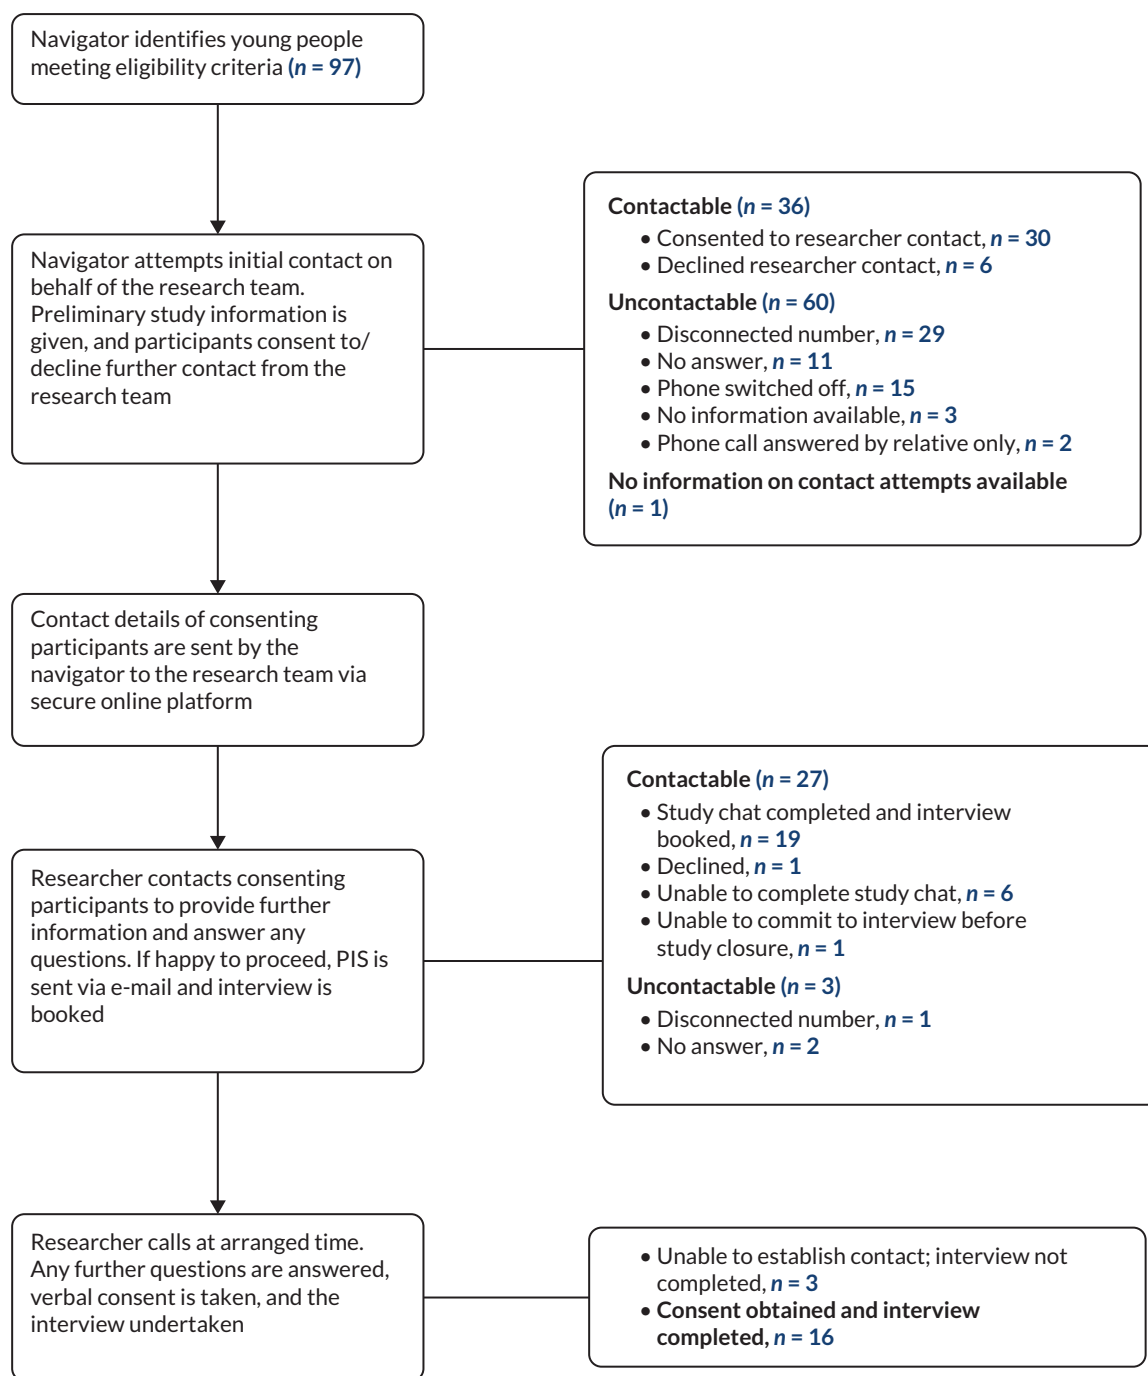 Navigator identifies young people
meeting eligibility criteria (n = 97)
Navigator attempts initial contact on
behalf of the research team.
Preliminary study information is
given, and participants consent to/
decline further contact from the
research team
Contactable (n = 36)
• Consented to researcher contact, n = 30
• Declined researcher contact, n = 6
Uncontactable (n = 60)
• Disconnected number, n = 29
• No answer, n = 11
• Phone switched off, n = 15
• No information available, n = 3
• Phone call answered by relative only, n = 2
No information on contact attempts available
(n = 1)
Contact details of consenting
participants are sent by the
navigator to the research team via
secure online platform
Researcher contacts consenting
participants to provide further
information and answer any
questions. If happy to proceed, PIS is
sent via e-mail and interview is
booked
Contactable (n = 27)
• Study chat completed and interview
booked, n = 19
• Declined, n = 1
• Unable to complete study chat, n = 6
• Unable to commit to interview before
study closure, n = 1
Uncontactable (n = 3)
• Disconnected number, n = 1
• No answer, n = 2
Researcher calls at arranged time.
Any further questions are answered,
verbal consent is taken, and the
interview undertaken
• Unable to establish contact; interview not
completed, n = 3
• Consent obtained and interview
completed, n = 16